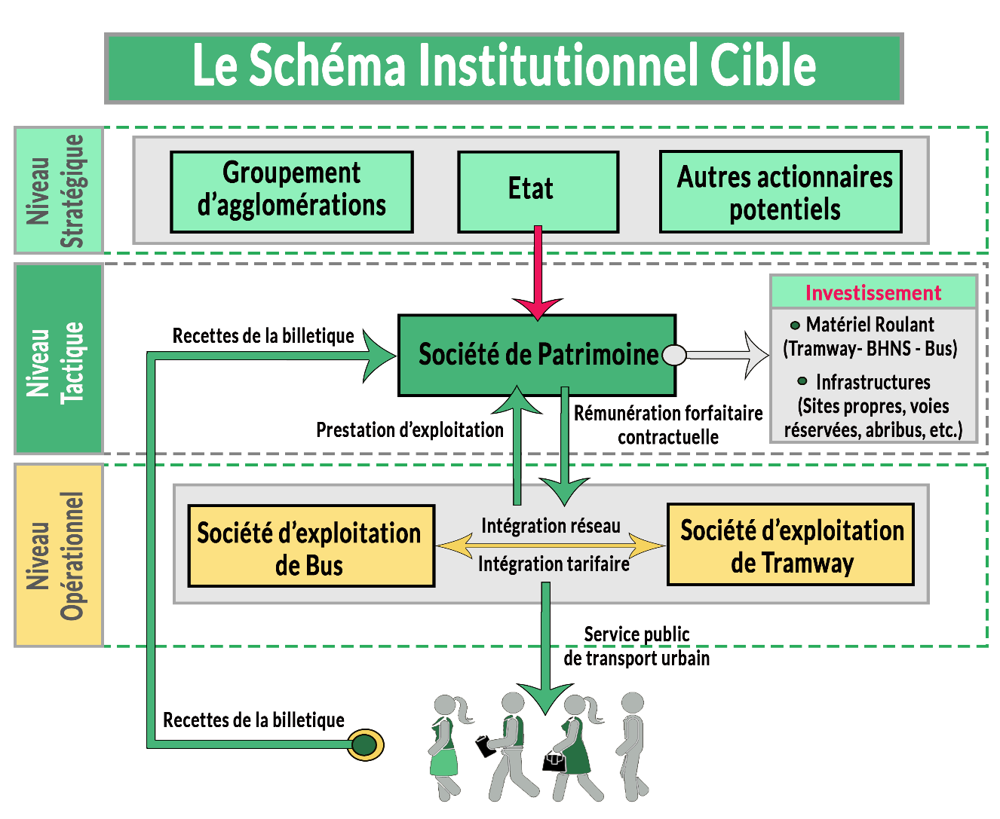 Le Schéma Institutionnel Cible
Niveau
Stratégique
Groupement
d'agglomérations
Etat
Autres actionnaires
potentiels
Niveau
Tactique
Recettes de la billetique
Société de Patrimoine
Investissement
Matériel Roulant
(Tramway- BHNS - Bus)
Infrastructures
(Sites propres, voies
réservées, abribus, etc.)
Prestation d'exploitation
Rémunération forfaitaire
contractuelle
Niveau
Opérationnel
Société d'exploitation
de Bus
Intégration réseau
Intégration tarifaire
Société d'exploitation
de Tramway
Service public
de transport urbain
Recettes de la billetique